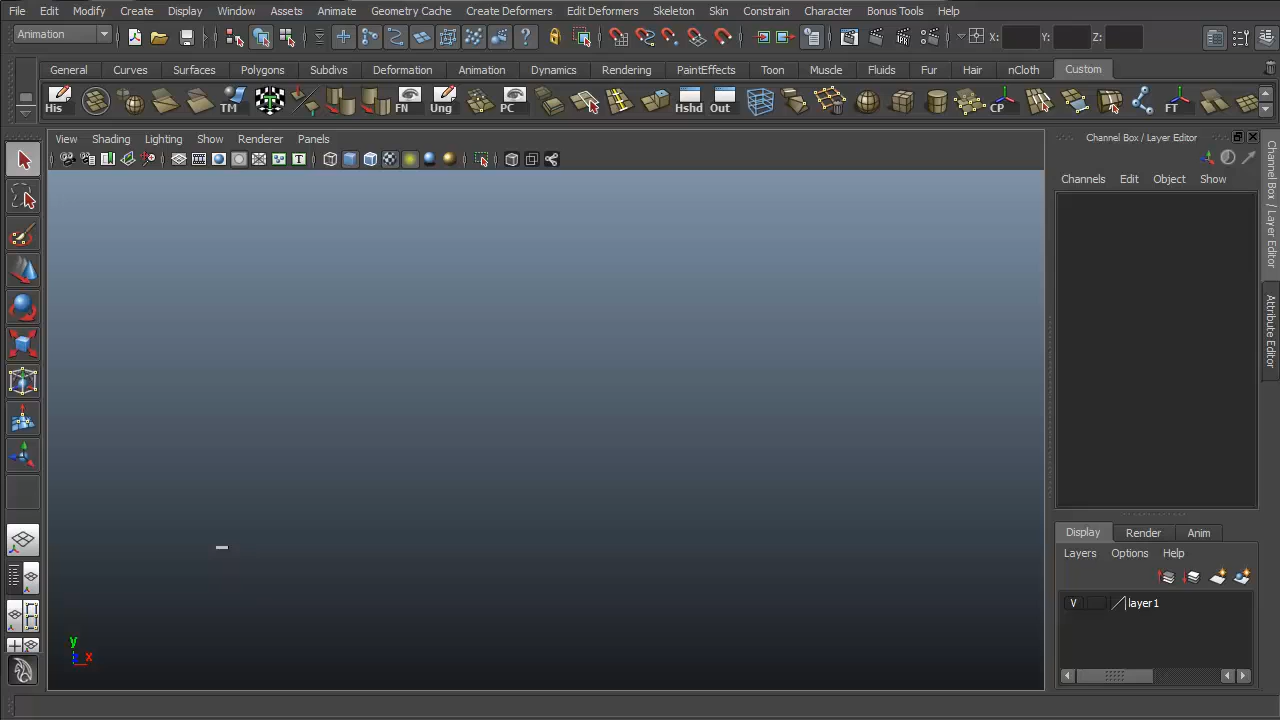 File Edit Modify Create Display Window Assets Animate Geometry Cache Create Deformers Edit Deformers Skeleton Skin Constrain Character Bonus Tools Help
Animation X: Y: Z:
General Curves Surfaces Polygons Subdivs Deformation Animation Dynamics Rendering PaintEffects Toon Muscle Fluids Fur Hair nCloth Custom
His TM FN Ung PC Hshd Out CP FT
View Shading Lighting Show Renderer Panels
Channel Box / Layer Editor
Channels Edit Object Show
Channel Box / Layer Editor
Attribute Editor
Display Render Anim
Layers Options Help
V layer1
y
x